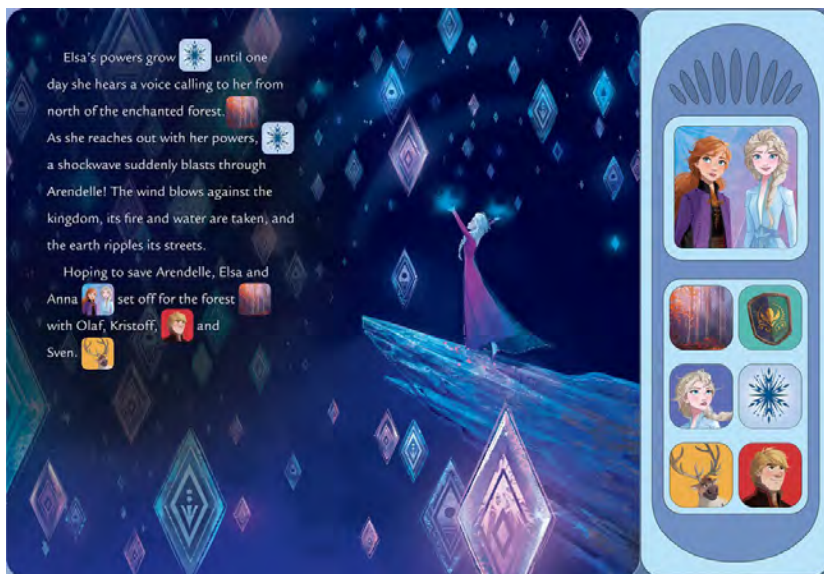 Elsa's powers grow until one
day she hears a voice calling to her from
north of the enchanted forest.
As she reaches out with her powers,
a shockwave suddenly blasts through
Arendelle! The wind blows against the
kingdom, its fire and water are taken, and
the earth ripples its streets.
Hoping to save Arendelle, Elsa and
Anna set off for the forest
with Olaf, Kristoff, and
Sven.